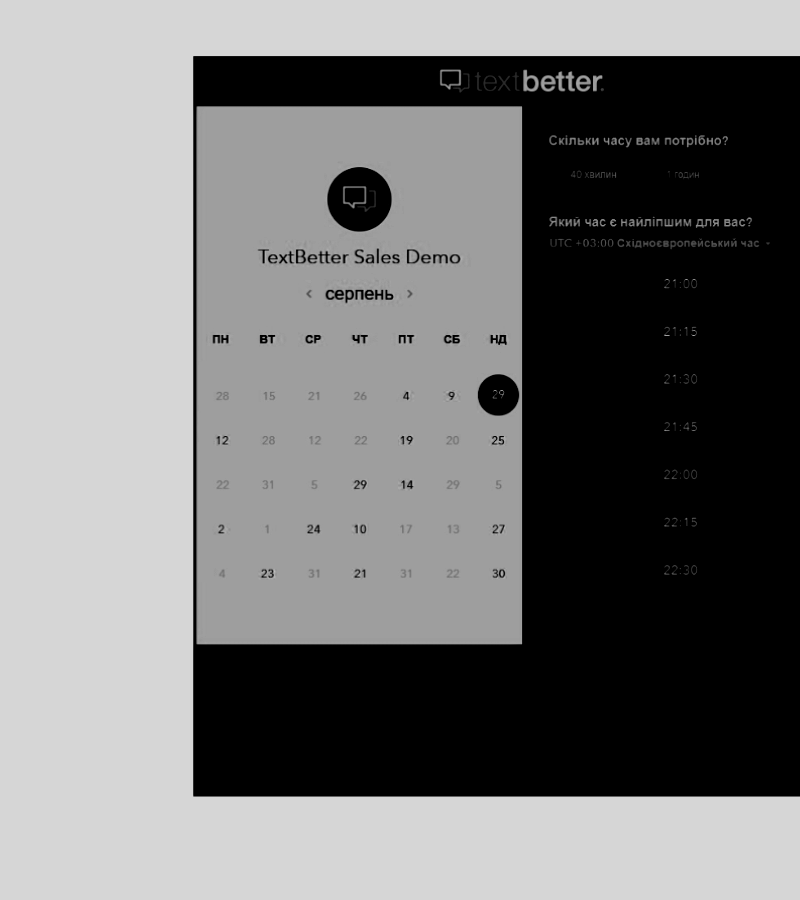 textbetter.
TextBetter Sales Demo
серпень
ПН ВТ СР ЧТ ПТ СБ НД
28 15 21 26 4 9 29
12 28 12 22 19 20 25
22 31 5 29 14 29 5
2 1 24 10 17 13 27
4 23 31 21 31 22 30
Скільки часу вам потрібно?
40 хвилин 1 годин
Який час є найліпшим для вас?
UTC +03:00 Східноєвропейський час
21:00
21:15
21:30
21:45
22:00
22:15
22:30